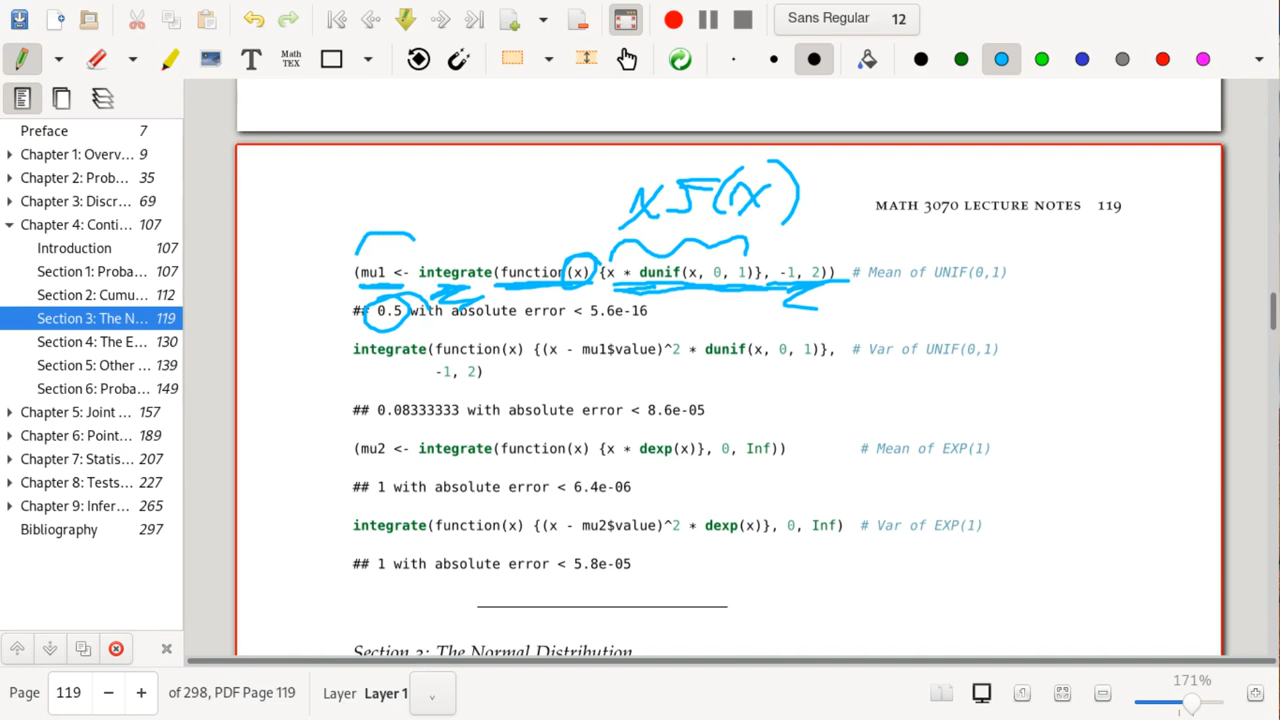 Sans Regular 12
T
Math
TEX
Preface 7
Chapter 1: Overv... 9
Chapter 2: Prob... 35
Chapter 3: Discr... 69
Chapter 4: Conti... 107
Introduction 107
Section 1: Proba... 107
Section 2: Cumu... 112
Section 3: The N... 119
Section 4: The E... 130
Section 5: Other ... 139
Section 6: Proba... 149
Chapter 5: Joint ... 157
Chapter 6: Point... 189
Chapter 7: Statis... 207
Chapter 8: Tests... 227
Chapter 9: Infer... 265
Bibliography 297
x f(x)
MATH 3070 LECTURE NOTES 119
(mu1 <- integrate(function(x) {x * dunif(x, 0, 1)}, -1, 2)) # Mean of UNIF(0,1)
## 0.5 with absolute error < 5.6e-16
integrate(function(x) {(x - mu1$value)^2 * dunif(x, 0, 1)}, # Var of UNIF(0,1)
-1, 2)
## 0.08333333 with absolute error < 8.6e-05
(mu2 <- integrate(function(x) {x * dexp(x)}, 0, Inf)) # Mean of EXP(1)
## 1 with absolute error < 6.4e-06
integrate(function(x) {(x - mu2$value)^2 * dexp(x)}, 0, Inf) # Var of EXP(1)
## 1 with absolute error < 5.8e-05
Section 3: The Normal Distribution
Page 119 − + of 298, PDF Page 119 Layer Layer 1 171%